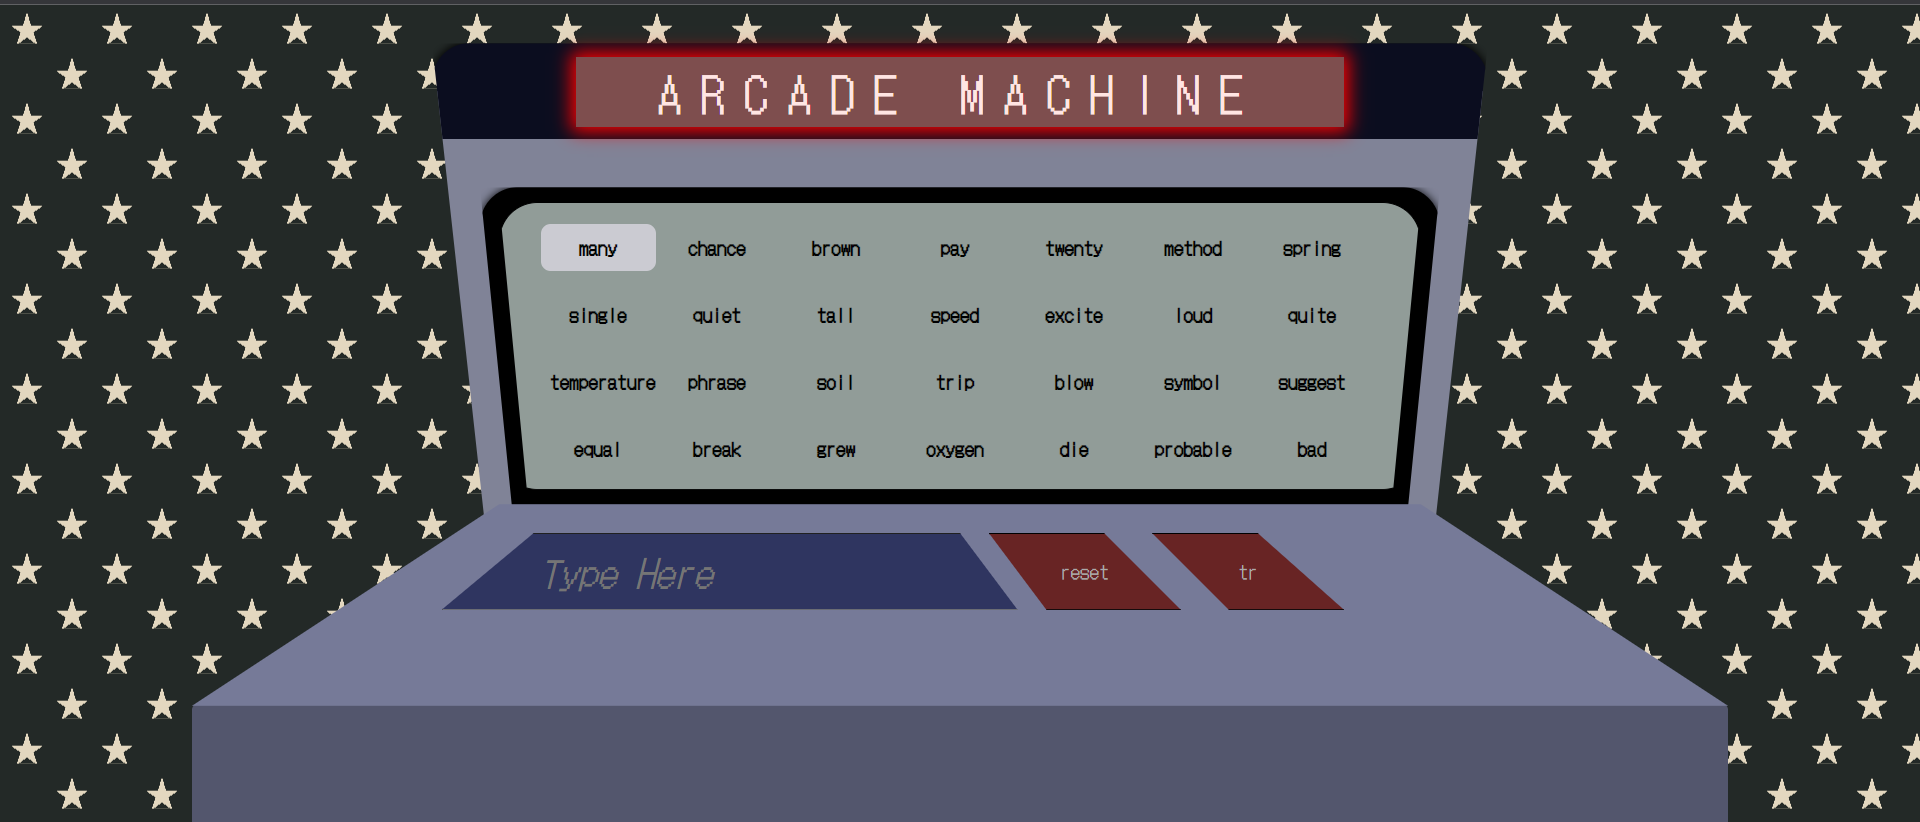 ARCADE MACHINE
many chance brown pay twenty method spring
single quiet tall speed excite loud quite
temperature phrase soil trip blow symbol suggest
equal break grew oxygen die probable bad
Type Here reset tr